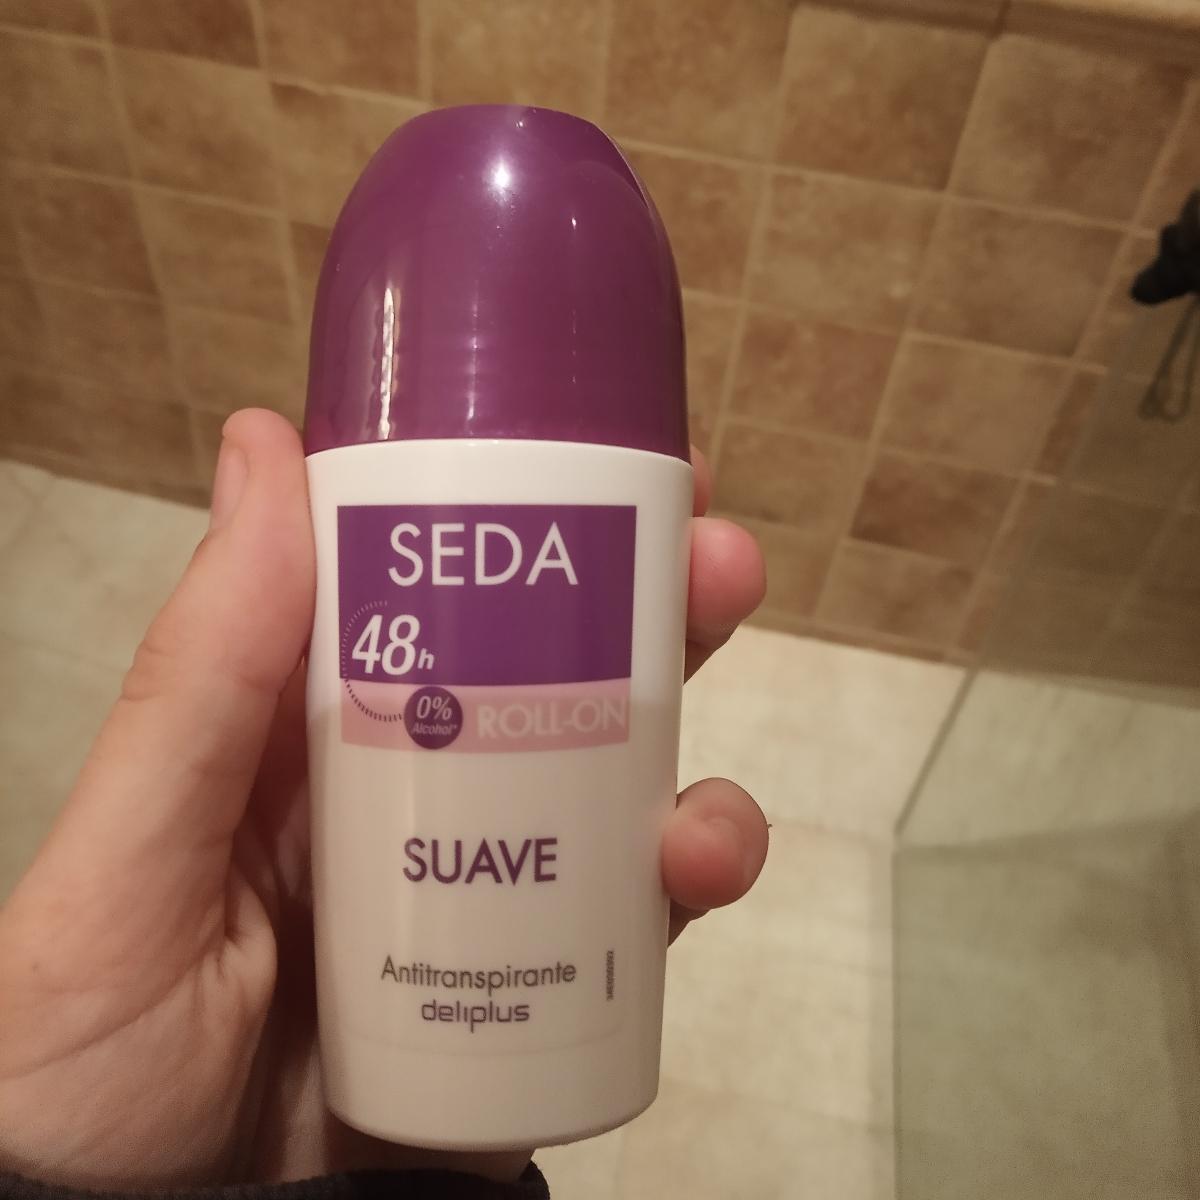 SEDA
48h
0%
Alcohol*
ROLL-ON
SUAVE
Antitranspirante
deliplus